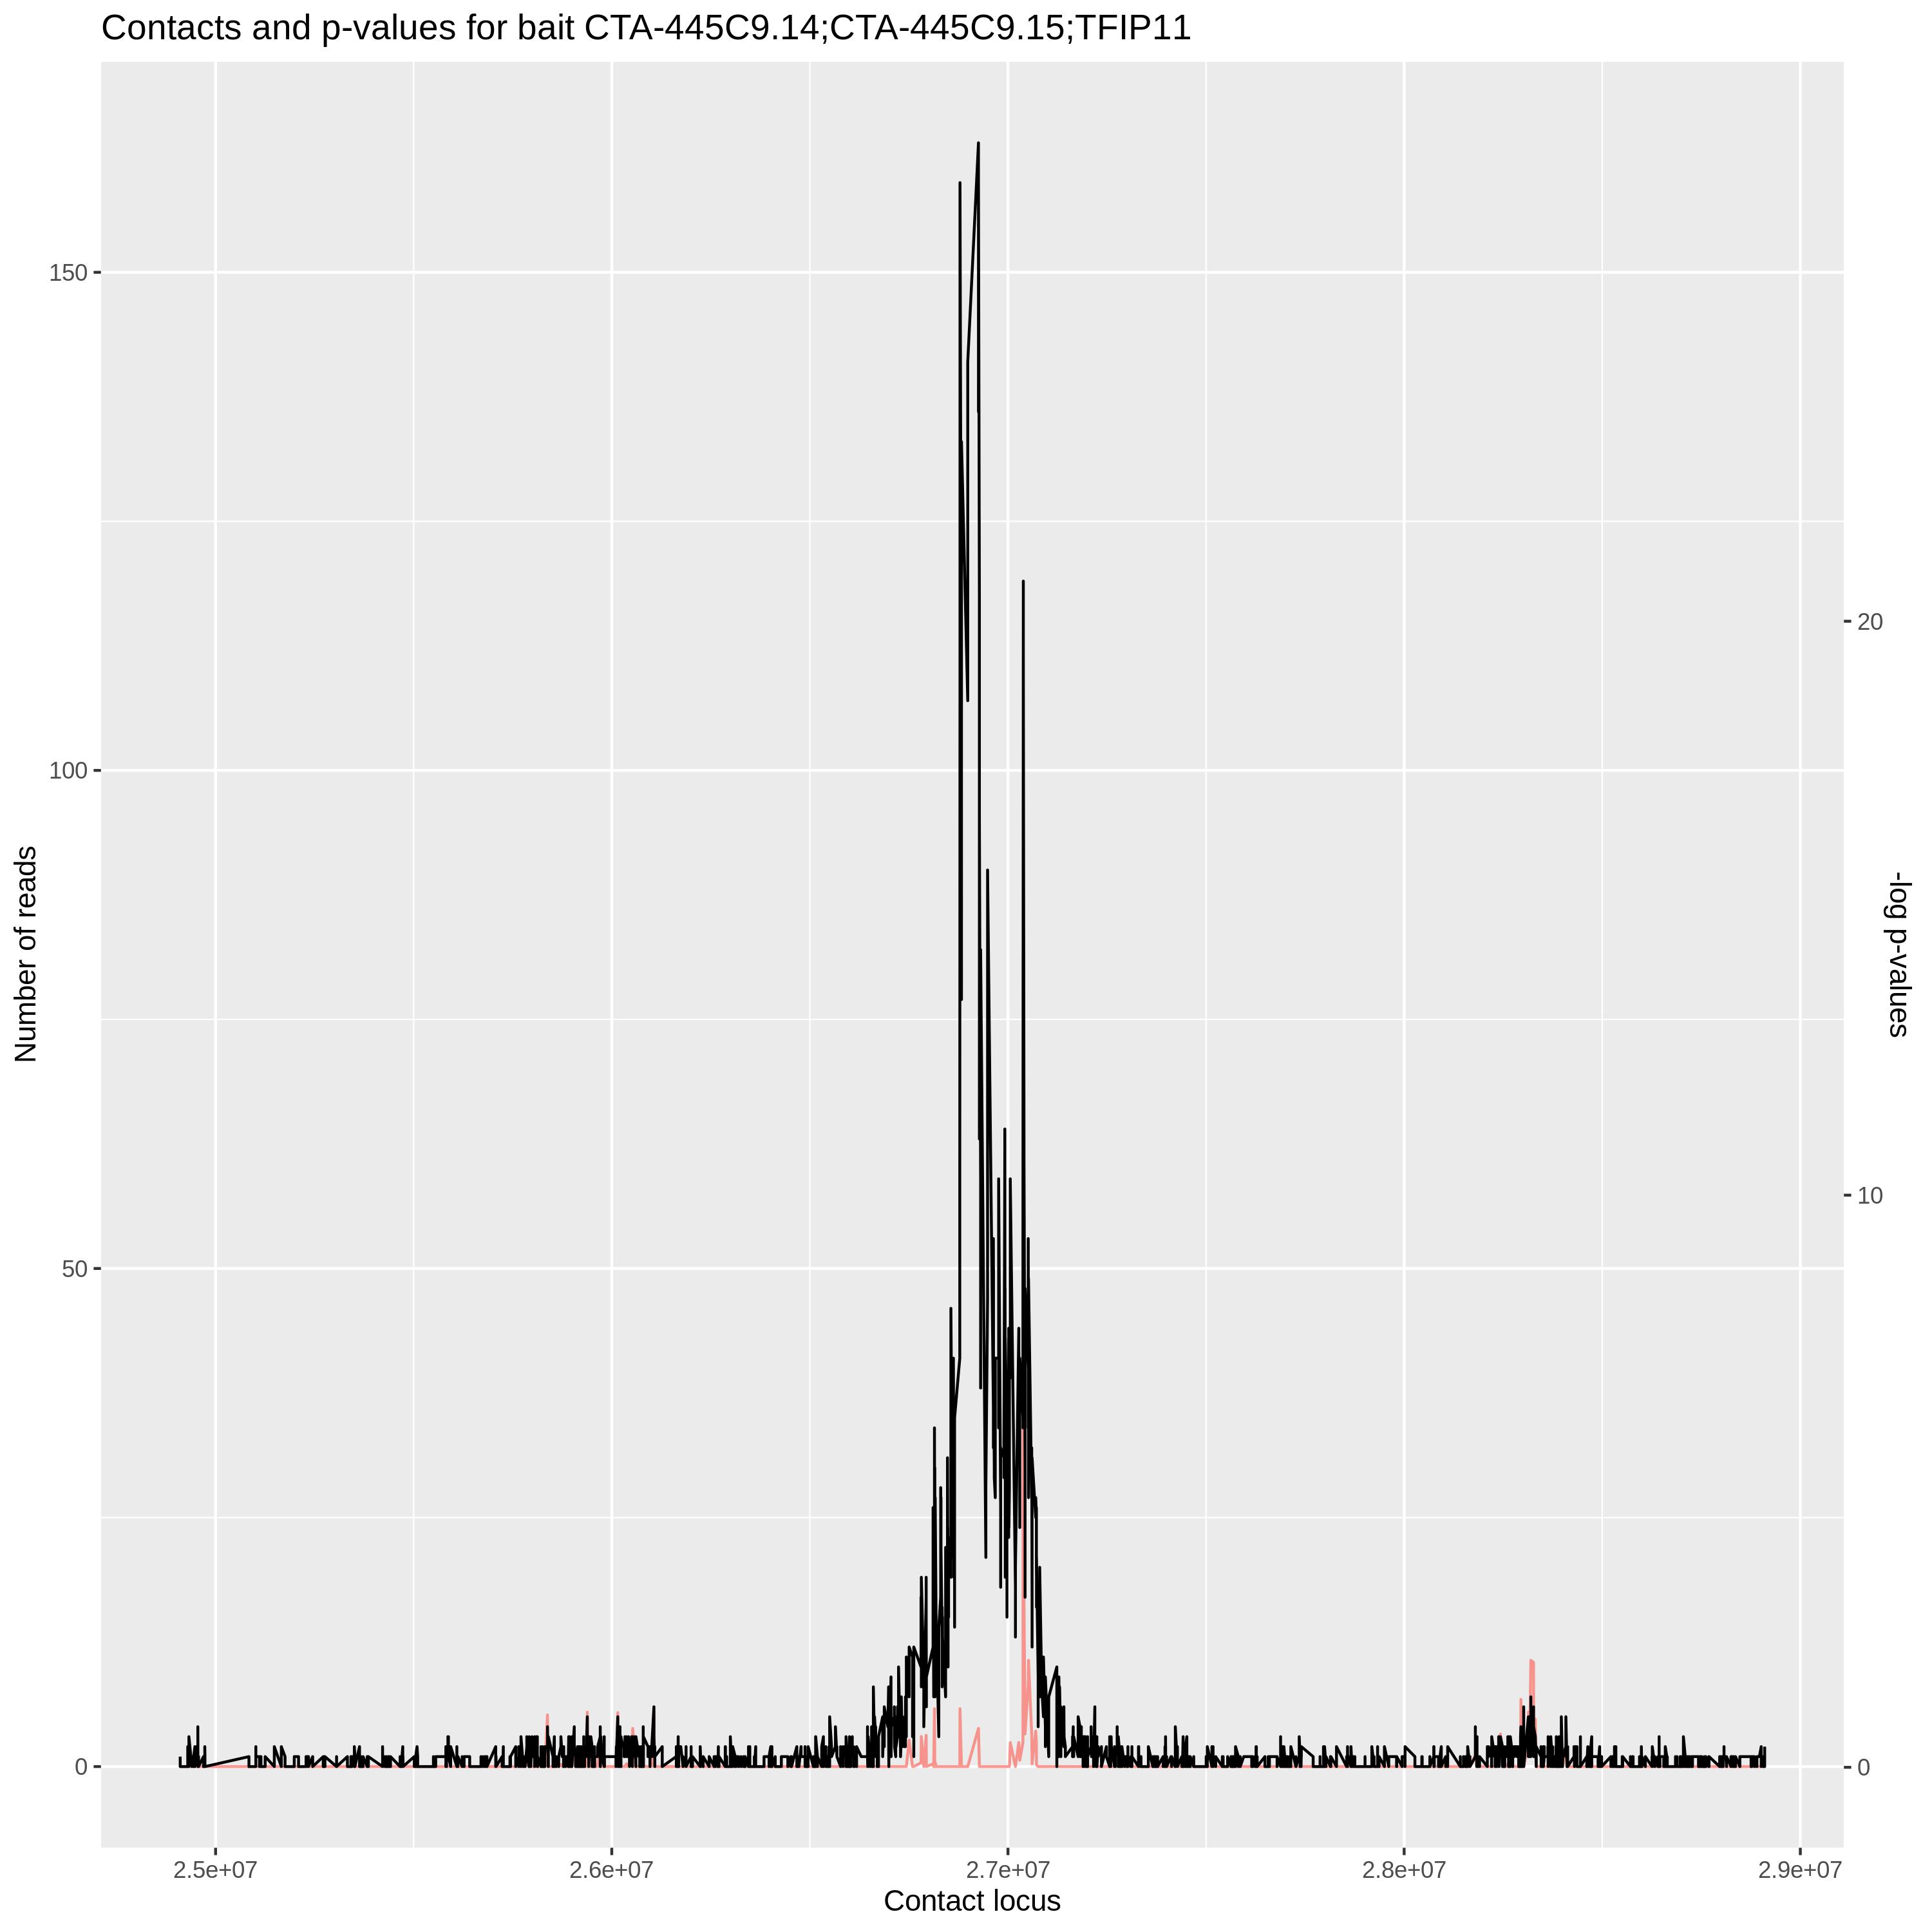 Contacts and p-values for bait CTA-445C9.14;CTA-445C9.15;TFIP11
150
100
50
0
Number of reads
20
10
0
-log p-values
2.5e+07
2.6e+07
2.7e+07
2.8e+07
2.9e+07
Contact locus